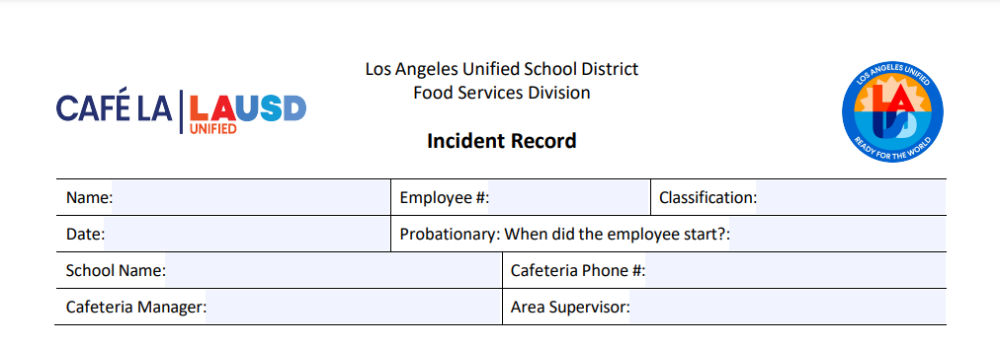 Los Angeles Unified School District
Food Services Division
CAFÉ LA LAUSD
UNIFIED
LOS ANGELES UNIFIED
LAUSD
READY FOR THE WORLD
Incident Record
Name: Employee #: Classification:
Date: Probationary: When did the employee start?:
School Name: Cafeteria Phone #:
Cafeteria Manager: Area Supervisor: